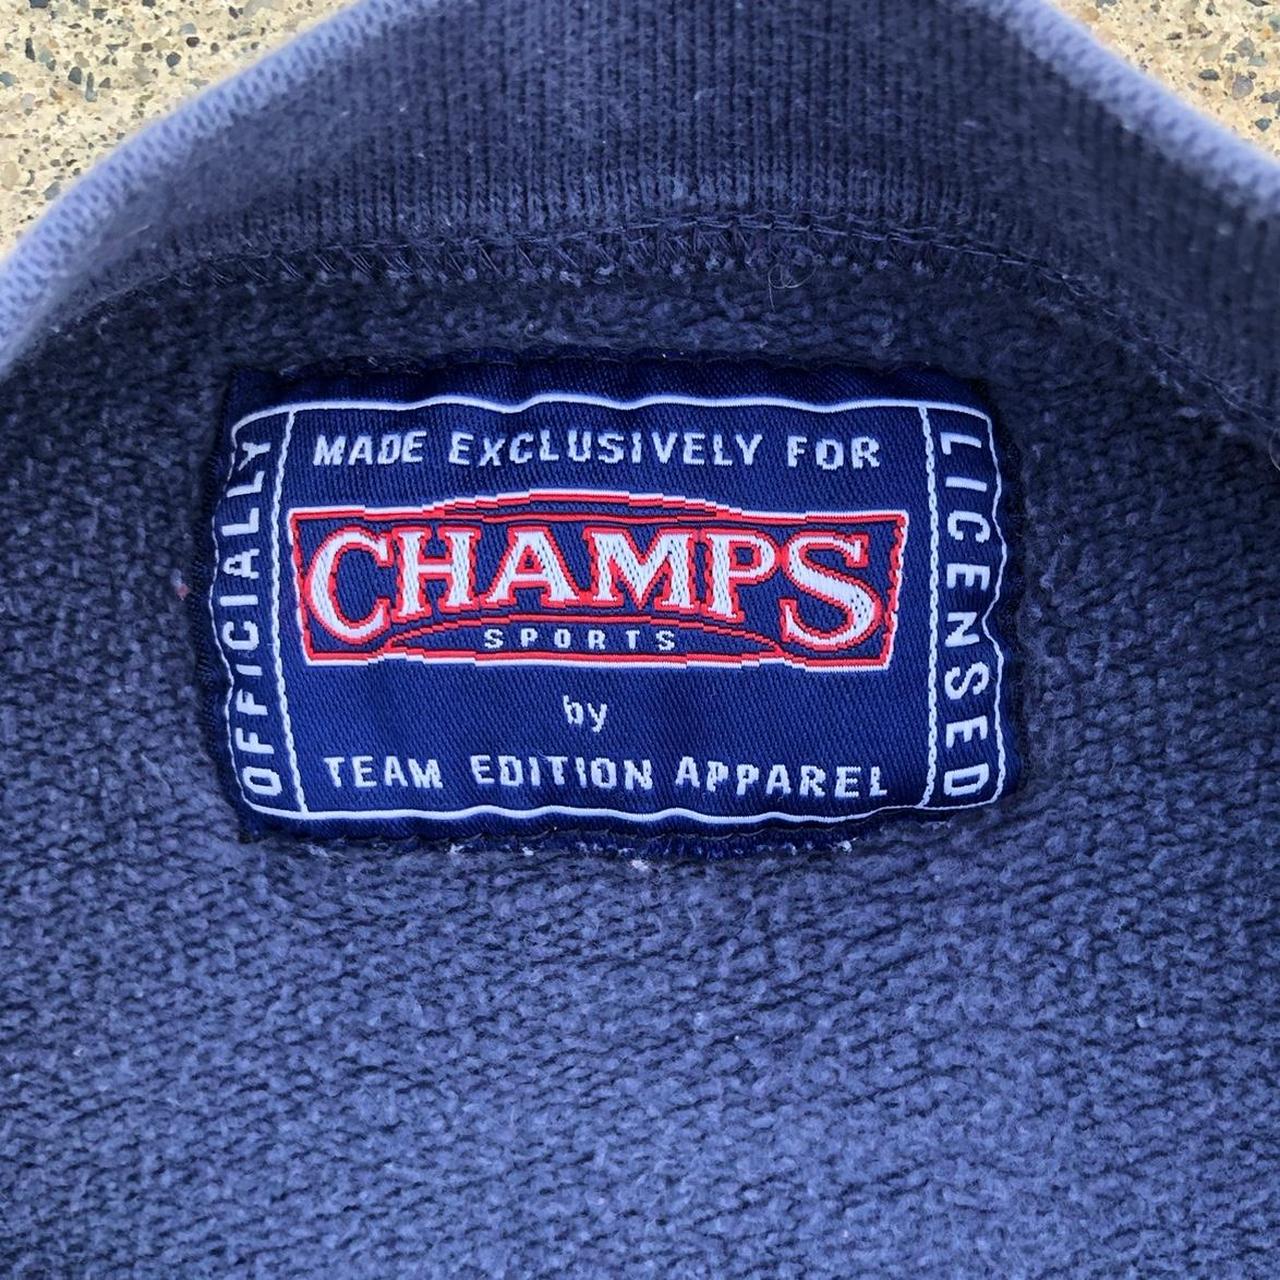 MADE EXCLUSIVELY FOR
OFFICIALLY
CHAMPS
SPORTS
by
TEAM EDITION APPAREL
LICENSED